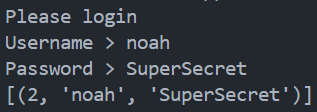 Please login
Username > noah
Password > SuperSecret
[(2, 'noah', 'SuperSecret')]